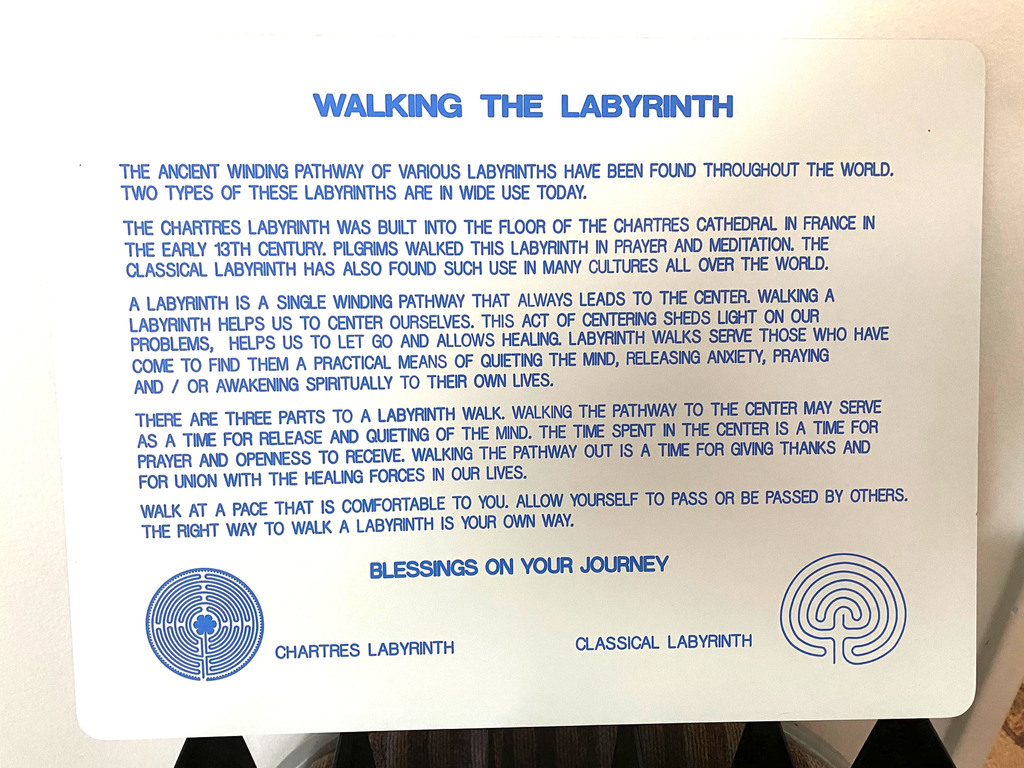 WALKING THE LABYRINTH
THE ANCIENT WINDING PATHWAY OF VARIOUS LABYRINTHS HAVE BEEN FOUND THROUGHOUT THE WORLD.
TWO TYPES OF THESE LABYRINTHS ARE IN WIDE USE TODAY.
THE CHARTRES LABYRINTH WAS BUILT INTO THE FLOOR OF THE CHARTRES CATHEDRAL IN FRANCE IN
THE EARLY 13TH CENTURY. PILGRIMS WALKED THIS LABYRINTH IN PRAYER AND MEDITATION. THE
CLASSICAL LABYRINTH HAS ALSO FOUND SUCH USE IN MANY CULTURES ALL OVER THE WORLD.
A LABYRINTH IS A SINGLE WINDING PATHWAY THAT ALWAYS LEADS TO THE CENTER. WALKING A
LABYRINTH HELPS US TO CENTER OURSELVES. THIS ACT OF CENTERING SHEDS LIGHT ON OUR
PROBLEMS, HELPS US TO LET GO AND ALLOWS HEALING. LABYRINTH WALKS SERVE THOSE WHO HAVE
COME TO FIND THEM A PRACTICAL MEANS OF QUIETING THE MIND, RELEASING ANXIETY, PRAYING
AND / OR AWAKENING SPIRITUALLY TO THEIR OWN LIVES.
THERE ARE THREE PARTS TO A LABYRINTH WALK. WALKING THE PATHWAY TO THE CENTER MAY SERVE
AS A TIME FOR RELEASE AND QUIETING OF THE MIND. THE TIME SPENT IN THE CENTER IS A TIME FOR
PRAYER AND OPENNESS TO RECEIVE. WALKING THE PATHWAY OUT IS A TIME FOR GIVING THANKS AND
FOR UNION WITH THE HEALING FORCES IN OUR LIVES.
WALK AT A PACE THAT IS COMFORTABLE TO YOU. ALLOW YOURSELF TO PASS OR BE PASSED BY OTHERS.
THE RIGHT WAY TO WALK A LABYRINTH IS YOUR OWN WAY.
BLESSINGS ON YOUR JOURNEY
CHARTRES LABYRINTH
CLASSICAL LABYRINTH